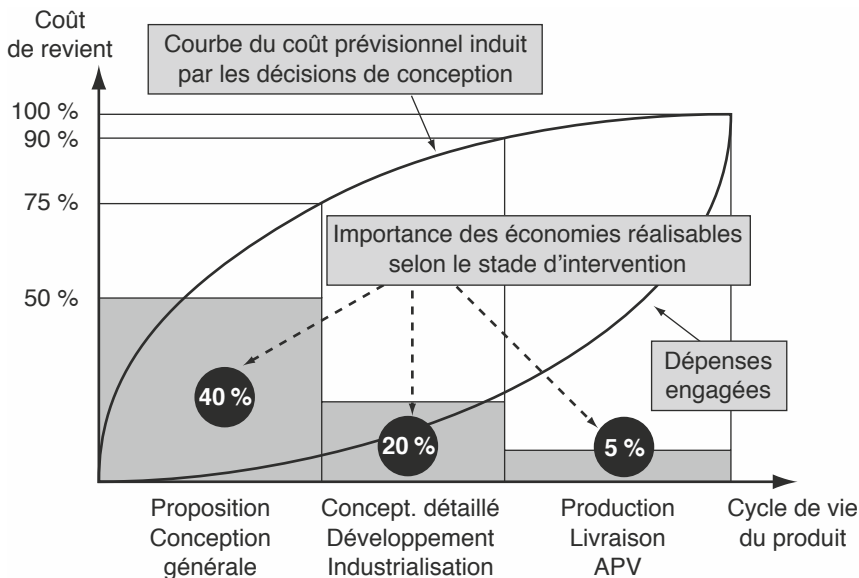 Coût
de revient
Courbe du coût prévisionnel induit
par les décisions de conception
100 %
90 %
75 %
Importance des économies réalisables
selon le stade d'intervention
50 %
Dépenses
engagées
40 %
20 %
5 %
Proposition
Conception
générale
Concept. détaillé
Développement
Industrialisation
Production
Livraison
APV
Cycle de vie
du produit